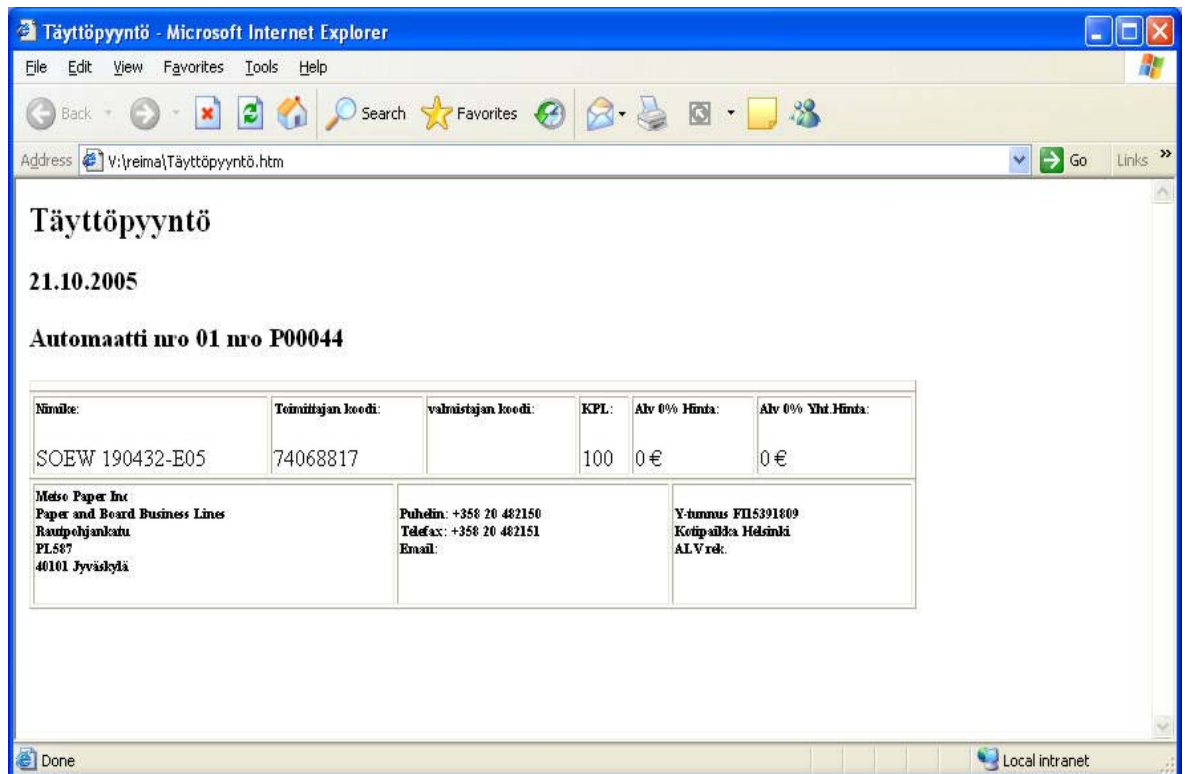 Täyttöpyyntö - Microsoft Internet Explorer
File Edit View Favorites Tools Help
Back Search Favorites
Address V:\reima\Täyttöpyyntö.htm Go Links »
Täyttöpyyntö
21.10.2005
Automaatti nro 01 nro P00044
Nimike: Toimittajan koodi: valmistajan koodi: KPL: Alv 0% Hinta: Alv 0% Yht.Hinta:
SOEW 190432-E05 74068817 100 0 € 0 €
Metso Paper Inc
Paper and Board Business Lines
Rautpohjankatu
PL587
40101 Jyväskylä
Puhelin: +358 20 482150
Telefax: +358 20 482151
Email:
Y-tunnus FI15391809
Kotipaikka Helsinki
ALV rek.
Done Local intranet